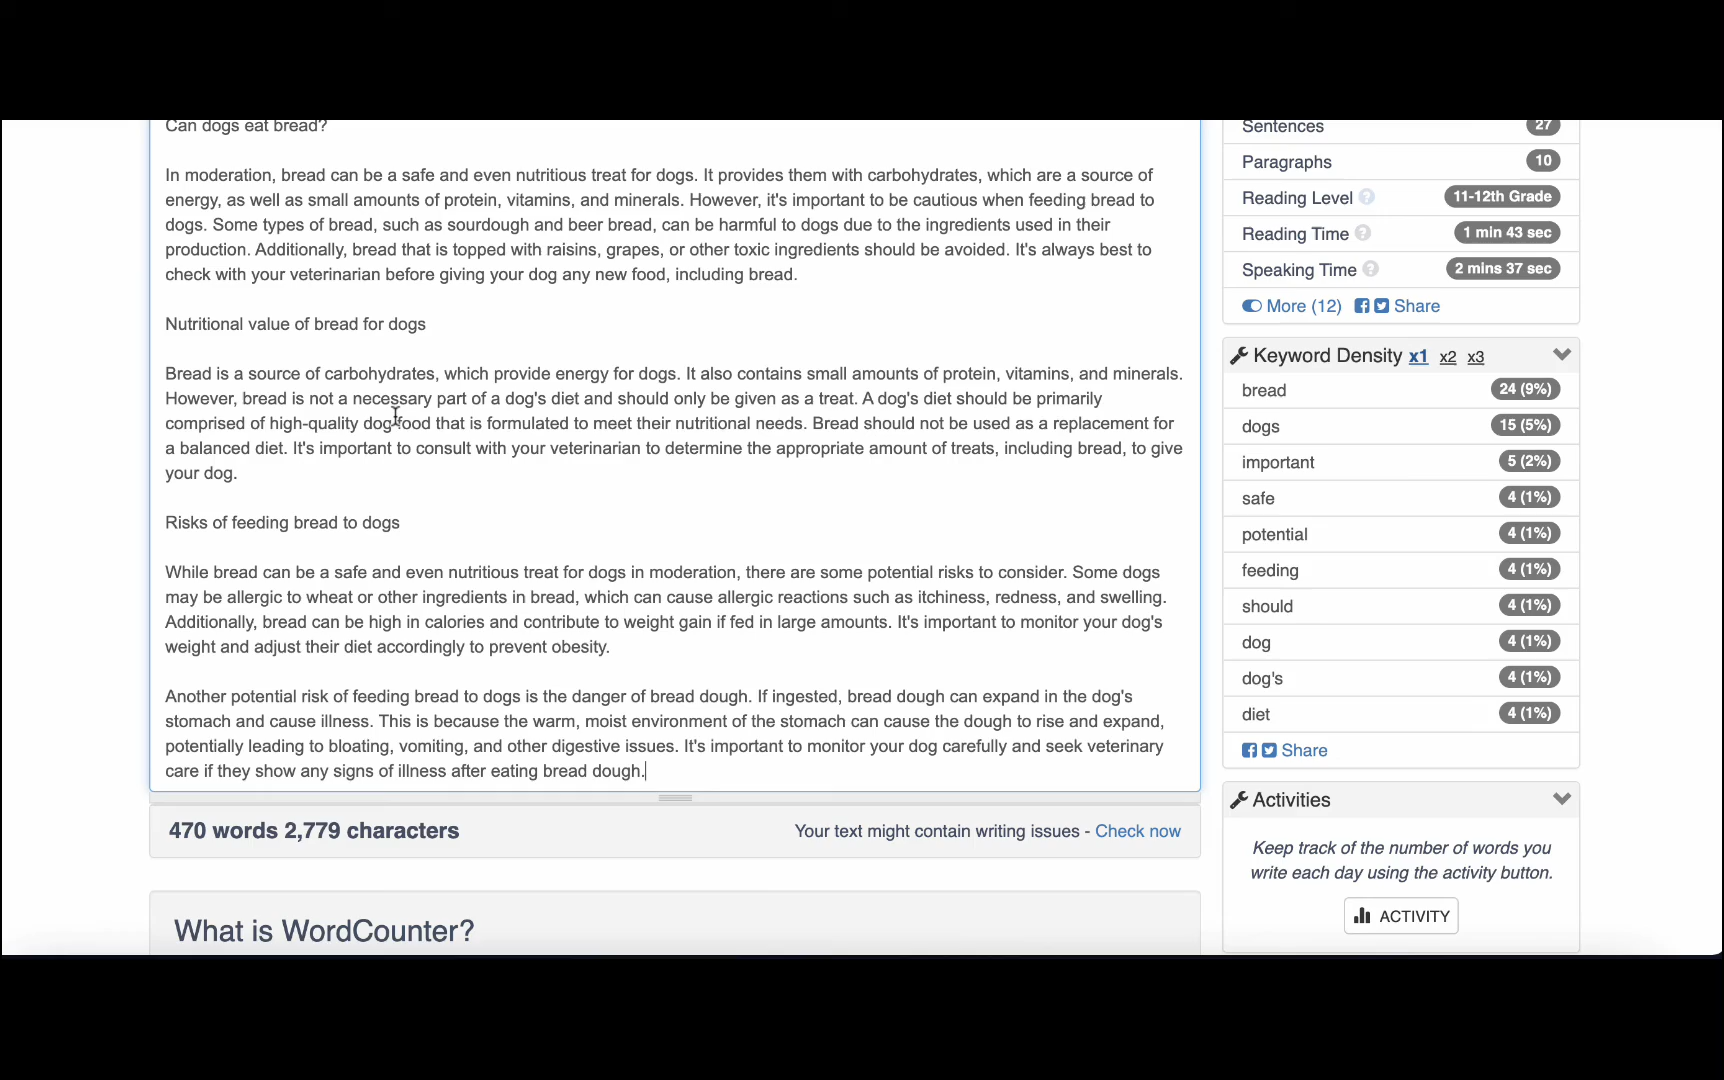 Can dogs eat bread?
In moderation, bread can be a safe and even nutritious treat for dogs. It provides them with carbohydrates, which are a source of
energy, as well as small amounts of protein, vitamins, and minerals. However, it's important to be cautious when feeding bread to
dogs. Some types of bread, such as sourdough and beer bread, can be harmful to dogs due to the ingredients used in their
production. Additionally, bread that is topped with raisins, grapes, or other toxic ingredients should be avoided. It's always best to
check with your veterinarian before giving your dog any new food, including bread.
Nutritional value of bread for dogs
Bread is a source of carbohydrates, which provide energy for dogs. It also contains small amounts of protein, vitamins, and minerals.
However, bread is not a necessary part of a dog's diet and should only be given as a treat. A dog's diet should be primarily
comprised of high-quality dog food that is formulated to meet their nutritional needs. Bread should not be used as a replacement for
a balanced diet. It's important to consult with your veterinarian to determine the appropriate amount of treats, including bread, to give
your dog.
Risks of feeding bread to dogs
While bread can be a safe and even nutritious treat for dogs in moderation, there are some potential risks to consider. Some dogs
may be allergic to wheat or other ingredients in bread, which can cause allergic reactions such as itchiness, redness, and swelling.
Additionally, bread can be high in calories and contribute to weight gain if fed in large amounts. It's important to monitor your dog's
weight and adjust their diet accordingly to prevent obesity.
Another potential risk of feeding bread to dogs is the danger of bread dough. If ingested, bread dough can expand in the dog's
stomach and cause illness. This is because the warm, moist environment of the stomach can cause the dough to rise and expand,
potentially leading to bloating, vomiting, and other digestive issues. It's important to monitor your dog carefully and seek veterinary
care if they show any signs of illness after eating bread dough.
470 words 2,779 characters
Your text might contain writing issues - Check now
What is WordCounter?
Sentences 27
Paragraphs 10
Reading Level ? 11-12th Grade
Reading Time ? 1 min 43 sec
Speaking Time ? 2 mins 37 sec
More (12) Share
Keyword Density x1 x2 x3
bread 24 (9%)
dogs 15 (5%)
important 5 (2%)
safe 4 (1%)
potential 4 (1%)
feeding 4 (1%)
should 4 (1%)
dog 4 (1%)
dog's 4 (1%)
diet 4 (1%)
Share
Activities
Keep track of the number of words you
write each day using the activity button.
ACTIVITY